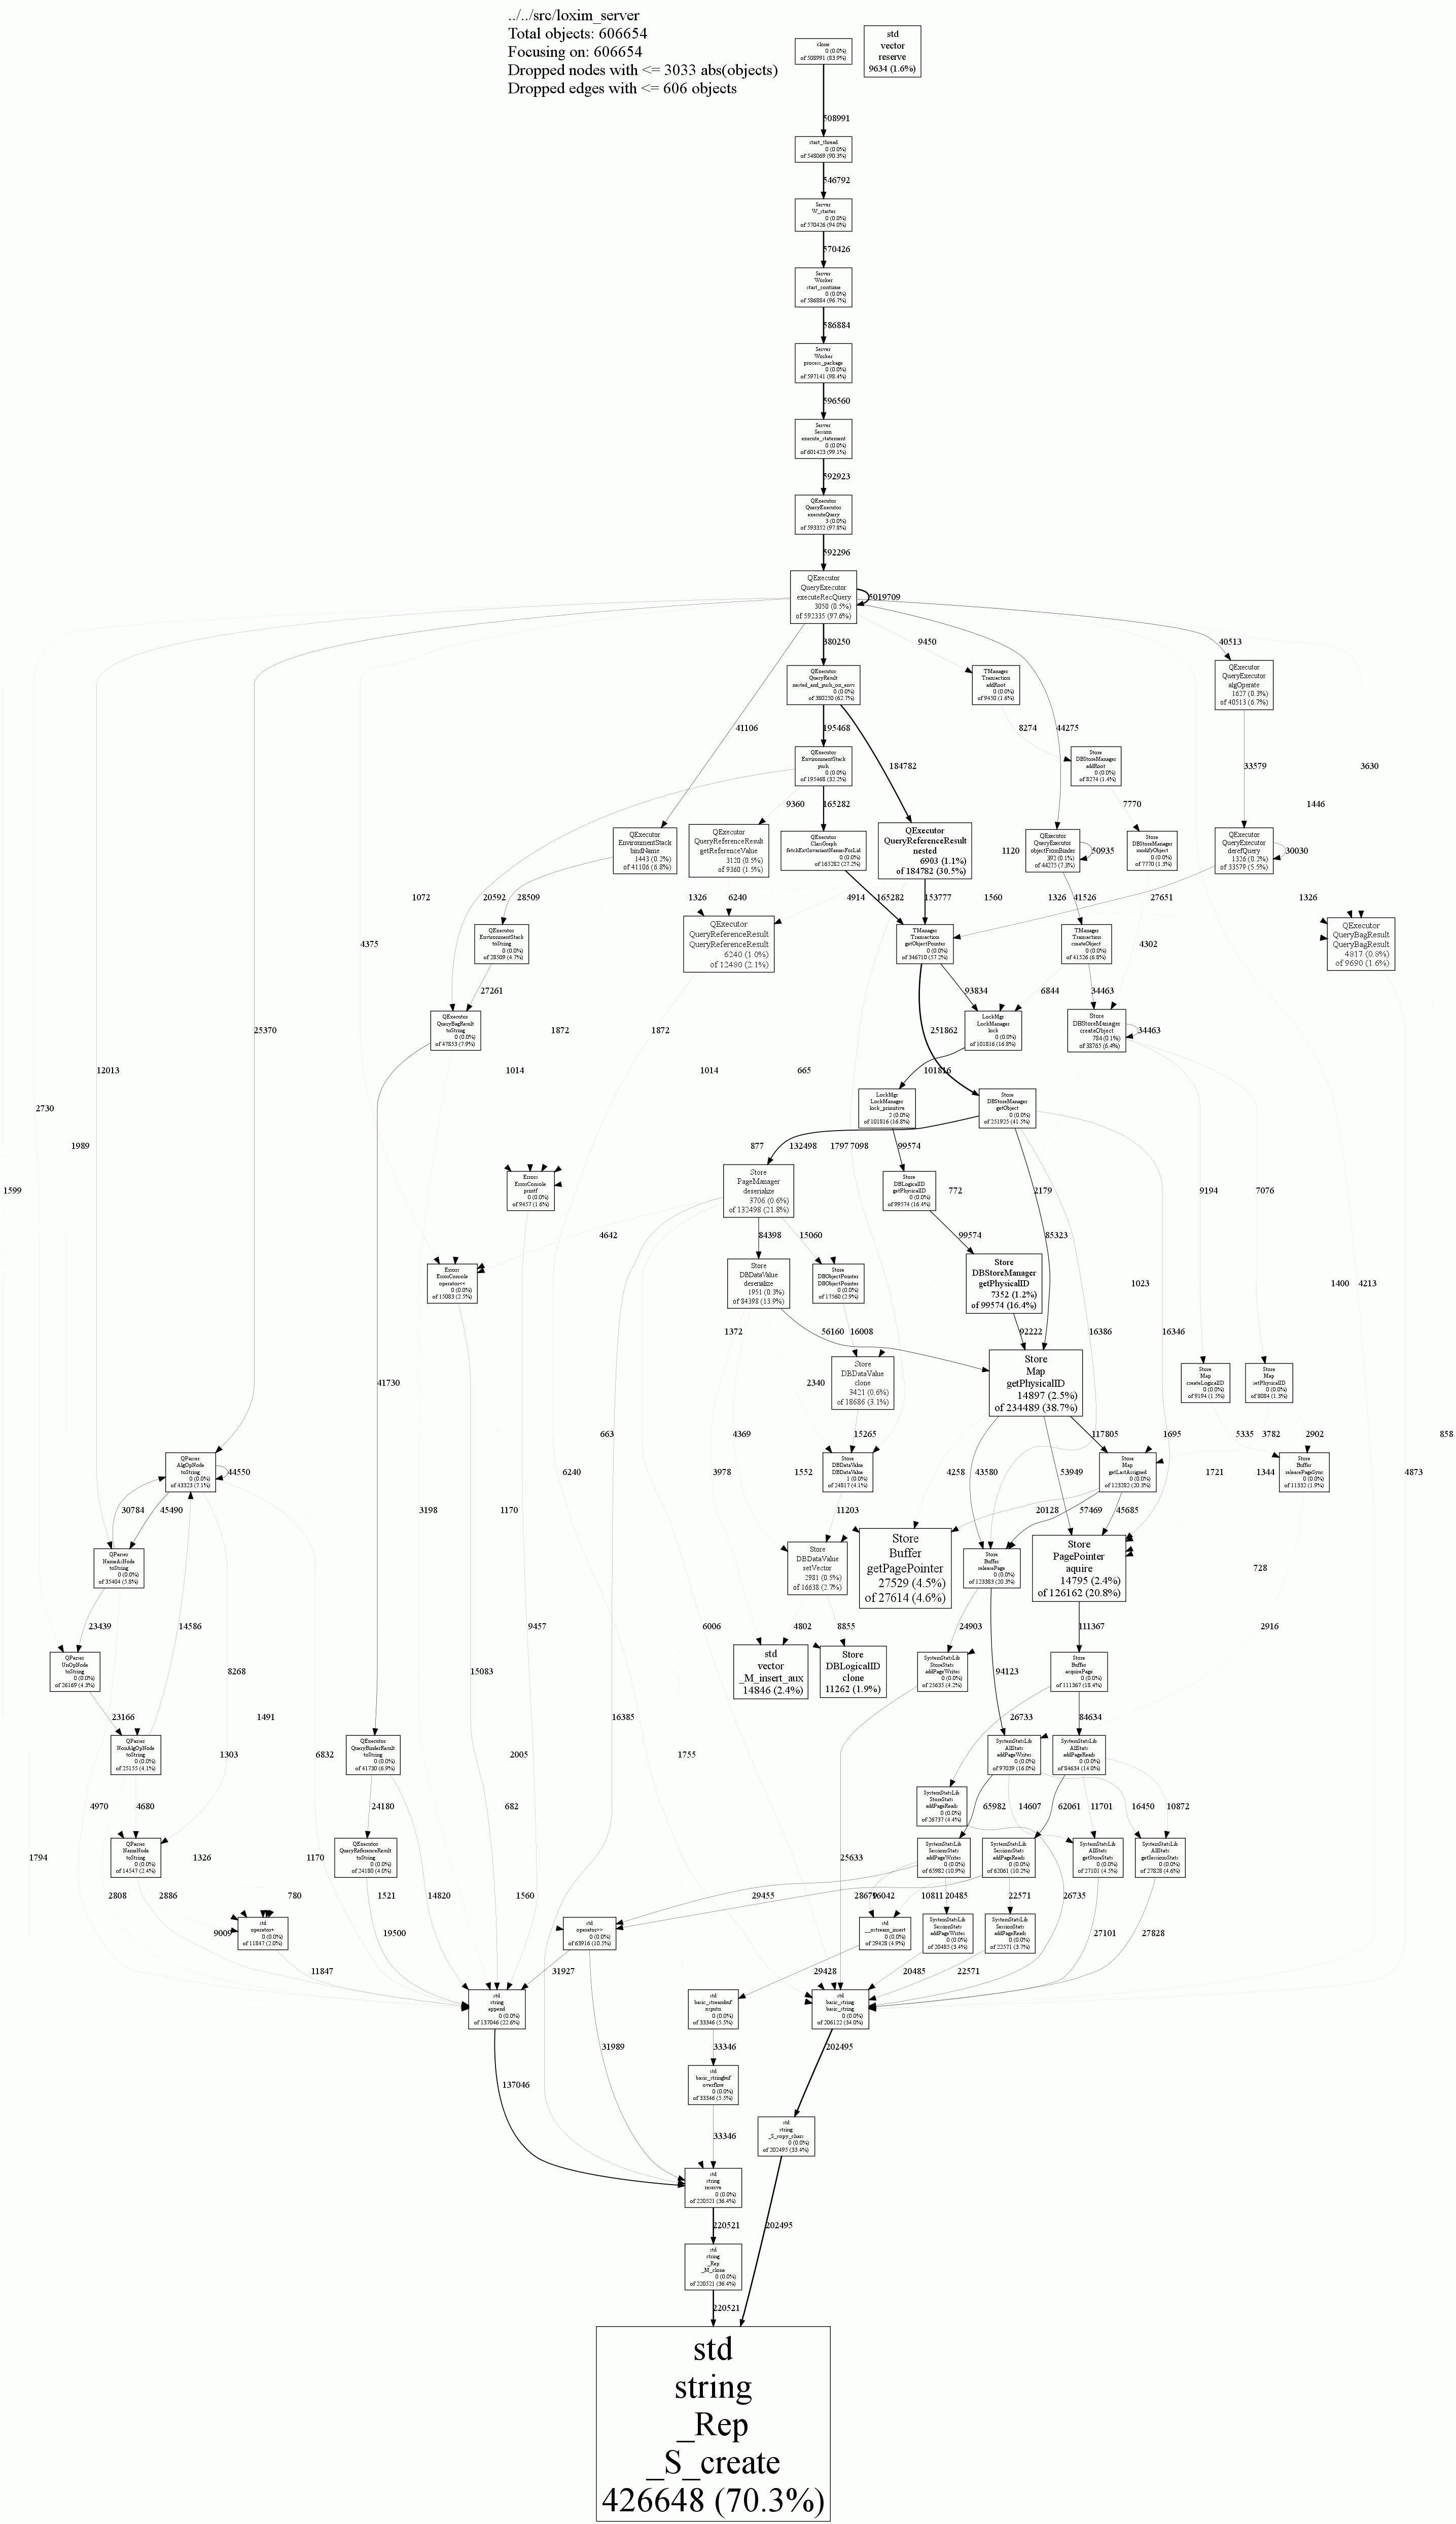 ../../src/loxim_server
Total objects: 606654
Focusing on: 606654
Dropped nodes with <= 3033 abs(objects)
Dropped edges with <= 606 objects
std
vector
reserve
9634 (1.6%)
clone
0 (0.0%)
of 508991 (83.9%)
508991
start_thread
0 (0.0%)
of 548069 (90.3%)
546792
Server
W_starter
0 (0.0%)
of 570426 (94.0%)
570426
Server
Worker
start_continue
0 (0.0%)
of 586884 (96.7%)
586884
Server
Worker
process_package
0 (0.0%)
of 597141 (98.4%)
596560
Server
Session
execute_statement
0 (0.0%)
of 601423 (99.1%)
592923
QExecutor
QueryExecutor
executeQuery
3 (0.0%)
of 593352 (97.8%)
592296
QExecutor
QueryExecutor
executeRecQuery
3050 (0.5%)
of 592335 (97.6%)
5019709
380250
9450
40513
QExecutor
QueryResult
nested_and_push_on_envs
0 (0.0%)
of 380250 (62.7%)
TManager
Transaction
addRoot
0 (0.0%)
of 9450 (1.6%)
QExecutor
QueryExecutor
algOperate
1627 (0.3%)
of 40513 (6.7%)
41106
195468
8274
44275
184782
33579
3630
QExecutor
EnvironmentStack
push
0 (0.0%)
of 195468 (32.2%)
Store
DBStoreManager
addRoot
0 (0.0%)
of 8274 (1.4%)
9360
165282
7770
1446
QExecutor
EnvironmentStack
bindName
1443 (0.2%)
of 41106 (6.8%)
QExecutor
QueryReferenceResult
getReferenceValue
3120 (0.5%)
of 9360 (1.5%)
QExecutor
ClassGraph
fetchExtInvariantNamesForLid
0 (0.0%)
of 165282 (27.2%)
QExecutor
QueryReferenceResult
nested
6903 (1.1%)
of 184782 (30.5%)
1120
QExecutor
QueryExecutor
objectFromBinder
392 (0.1%)
of 44275 (7.3%)
50935
Store
DBStoreManager
modifyObject
0 (0.0%)
of 7770 (1.3%)
QExecutor
QueryExecutor
derefQuery
1326 (0.2%)
of 33579 (5.5%)
30030
1072
20592
28509
1326
6240
4914
165282
153777
1560
1326
41526
27651
1326
4375
QExecutor
EnvironmentStack
toString
0 (0.0%)
of 28509 (4.7%)
QExecutor
QueryReferenceResult
QueryReferenceResult
6240 (1.0%)
of 12480 (2.1%)
TManager
Transaction
getObjectPointer
0 (0.0%)
of 346710 (57.2%)
TManager
Transaction
createObject
0 (0.0%)
of 41526 (6.8%)
4302
QExecutor
QueryBagResult
QueryBagResult
4817 (0.8%)
of 9690 (1.6%)
27261
93834
6844
34463
25370
QExecutor
QueryBagResult
toString
0 (0.0%)
of 47853 (7.9%)
1872
1872
251862
LockMgr
LockManager
lock
0 (0.0%)
of 101816 (16.8%)
Store
DBStoreManager
createObject
784 (0.1%)
of 38765 (6.4%)
34463
12013
1014
1014
665
101816
2730
LockMgr
LockManager
lock_primitive
2 (0.0%)
of 101816 (16.8%)
Store
DBStoreManager
getObject
0 (0.0%)
of 251925 (41.5%)
1989
877
132498
1797
7098
99574
1599
Errors
ErrorConsole
printf
0 (0.0%)
of 9457 (1.6%)
Store
PageManager
deserialize
3706 (0.6%)
of 132498 (21.8%)
Store
DBLogicalID
getPhysicalID
0 (0.0%)
of 99574 (16.4%)
772
2179
9194
7076
4642
84398
15060
99574
85323
Errors
ErrorConsole
operator<<
0 (0.0%)
of 15083 (2.5%)
Store
DBDataValue
deserialize
1951 (0.3%)
of 84398 (13.9%)
Store
DBObjectPointer
DBObjectPointer
0 (0.0%)
of 17560 (2.9%)
Store
DBStoreManager
getPhysicalID
7352 (1.2%)
of 99574 (16.4%)
1023
1400
4213
1372
56160
16008
92222
16386
16346
41730
2340
Store
DBDataValue
clone
3421 (0.6%)
of 18686 (3.1%)
Store
Map
getPhysicalID
14897 (2.5%)
of 234489 (38.7%)
Store
Map
createLogicalID
0 (0.0%)
of 9194 (1.5%)
Store
Map
setPhysicalID
0 (0.0%)
of 8084 (1.3%)
663
4369
15265
117805
1695
5335
3782
2902
858
QParser
AlgOpNode
toString
0 (0.0%)
of 43323 (7.1%)
44550
6240
3978
1552
Store
DBDataValue
DBDataValue
1 (0.0%)
of 24817 (4.1%)
4258
43580
53949
Store
Map
getLastAssigned
0 (0.0%)
of 123282 (20.3%)
1721
1344
Store
Buffer
releasePageSync
0 (0.0%)
of 11332 (1.9%)
4873
30784
45490
3198
1170
11203
20128
57469
45685
QParser
NameAsNode
toString
0 (0.0%)
of 35404 (5.8%)
Store
DBDataValue
setVector
2981 (0.5%)
of 16638 (2.7%)
Store
Buffer
getPagePointer
27529 (4.5%)
of 27614 (4.6%)
Store
Buffer
releasePage
0 (0.0%)
of 123383 (20.3%)
Store
PagePointer
aquire
14795 (2.4%)
of 126162 (20.8%)
728
23439
14586
9457
6006
4802
8855
24903
111367
2916
QParser
UnOpNode
toString
0 (0.0%)
of 26169 (4.3%)
8268
15083
std
vector
_M_insert_aux
14846 (2.4%)
Store
DBLogicalID
clone
11262 (1.9%)
SystemStatsLib
StoreStats
addPageWrites
0 (0.0%)
of 25635 (4.2%)
94123
Store
Buffer
acquirePage
0 (0.0%)
of 111367 (18.4%)
23166
1491
16385
26733
84634
QParser
NonAlgOpNode
toString
0 (0.0%)
of 25155 (4.1%)
1303
6832
QExecutor
QueryBinderResult
toString
0 (0.0%)
of 41730 (6.9%)
2005
1755
SystemStatsLib
AllStats
addPageWrites
0 (0.0%)
of 97039 (16.0%)
SystemStatsLib
AllStats
addPageReads
0 (0.0%)
of 84634 (14.0%)
4970
4680
24180
682
SystemStatsLib
StoreStats
addPageReads
0 (0.0%)
of 26737 (4.4%)
65982
14607
62061
11701
16450
10872
1794
QParser
NameNode
toString
0 (0.0%)
of 14547 (2.4%)
1326
1170
QExecutor
QueryReferenceResult
toString
0 (0.0%)
of 24180 (4.0%)
25633
SystemStatsLib
SessionStats
addPageWrites
0 (0.0%)
of 65982 (10.9%)
SystemStatsLib
SessionStats
addPageReads
0 (0.0%)
of 62061 (10.2%)
SystemStatsLib
AllStats
getStoreStats
0 (0.0%)
of 27101 (4.5%)
SystemStatsLib
AllStats
getSessionStats
0 (0.0%)
of 27828 (4.6%)
2808
2886
780
1521
14820
1560
29455
10811
20485
22571
26735
9009
std
operator+
0 (0.0%)
of 11847 (2.0%)
19500
std
operator>>
0 (0.0%)
of 63916 (10.5%)
std
__ostream_insert
0 (0.0%)
of 29428 (4.9%)
SystemStatsLib
SessionStats
addPageWrites
0 (0.0%)
of 20485 (3.4%)
SystemStatsLib
SessionStats
addPageReads
0 (0.0%)
of 22571 (3.7%)
27101
27828
11847
31927
29428
20485
22571
std
string
append
0 (0.0%)
of 137046 (22.6%)
std
basic_streambuf
xsputn
0 (0.0%)
of 33346 (5.5%)
std
basic_string
basic_string
0 (0.0%)
of 206122 (34.0%)
31989
33346
202495
137046
std
basic_stringbuf
overflow
0 (0.0%)
of 33346 (5.5%)
std
string
_S_copy_chars
0 (0.0%)
of 202495 (33.4%)
33346
std
string
reserve
0 (0.0%)
of 220521 (36.4%)
220521
202495
std
string
_Rep
_M_clone
0 (0.0%)
of 220521 (36.4%)
220521
std
string
_Rep
_S_create
426648 (70.3%)